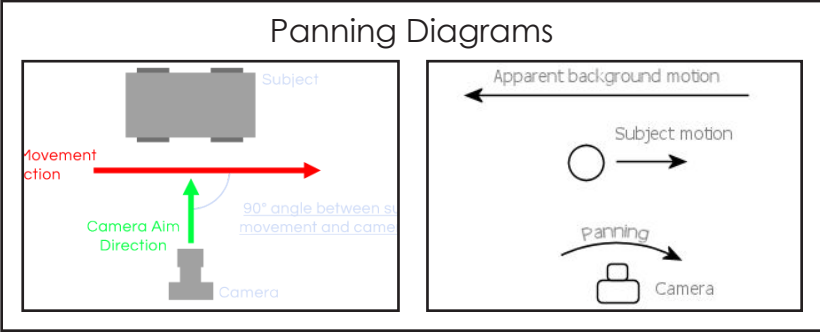 Panning Diagrams
Subject
Movement
ction
90° angle between su
movement and came
Camera Aim
Direction
Camera
Apparent background motion
Subject motion
Panning
Camera